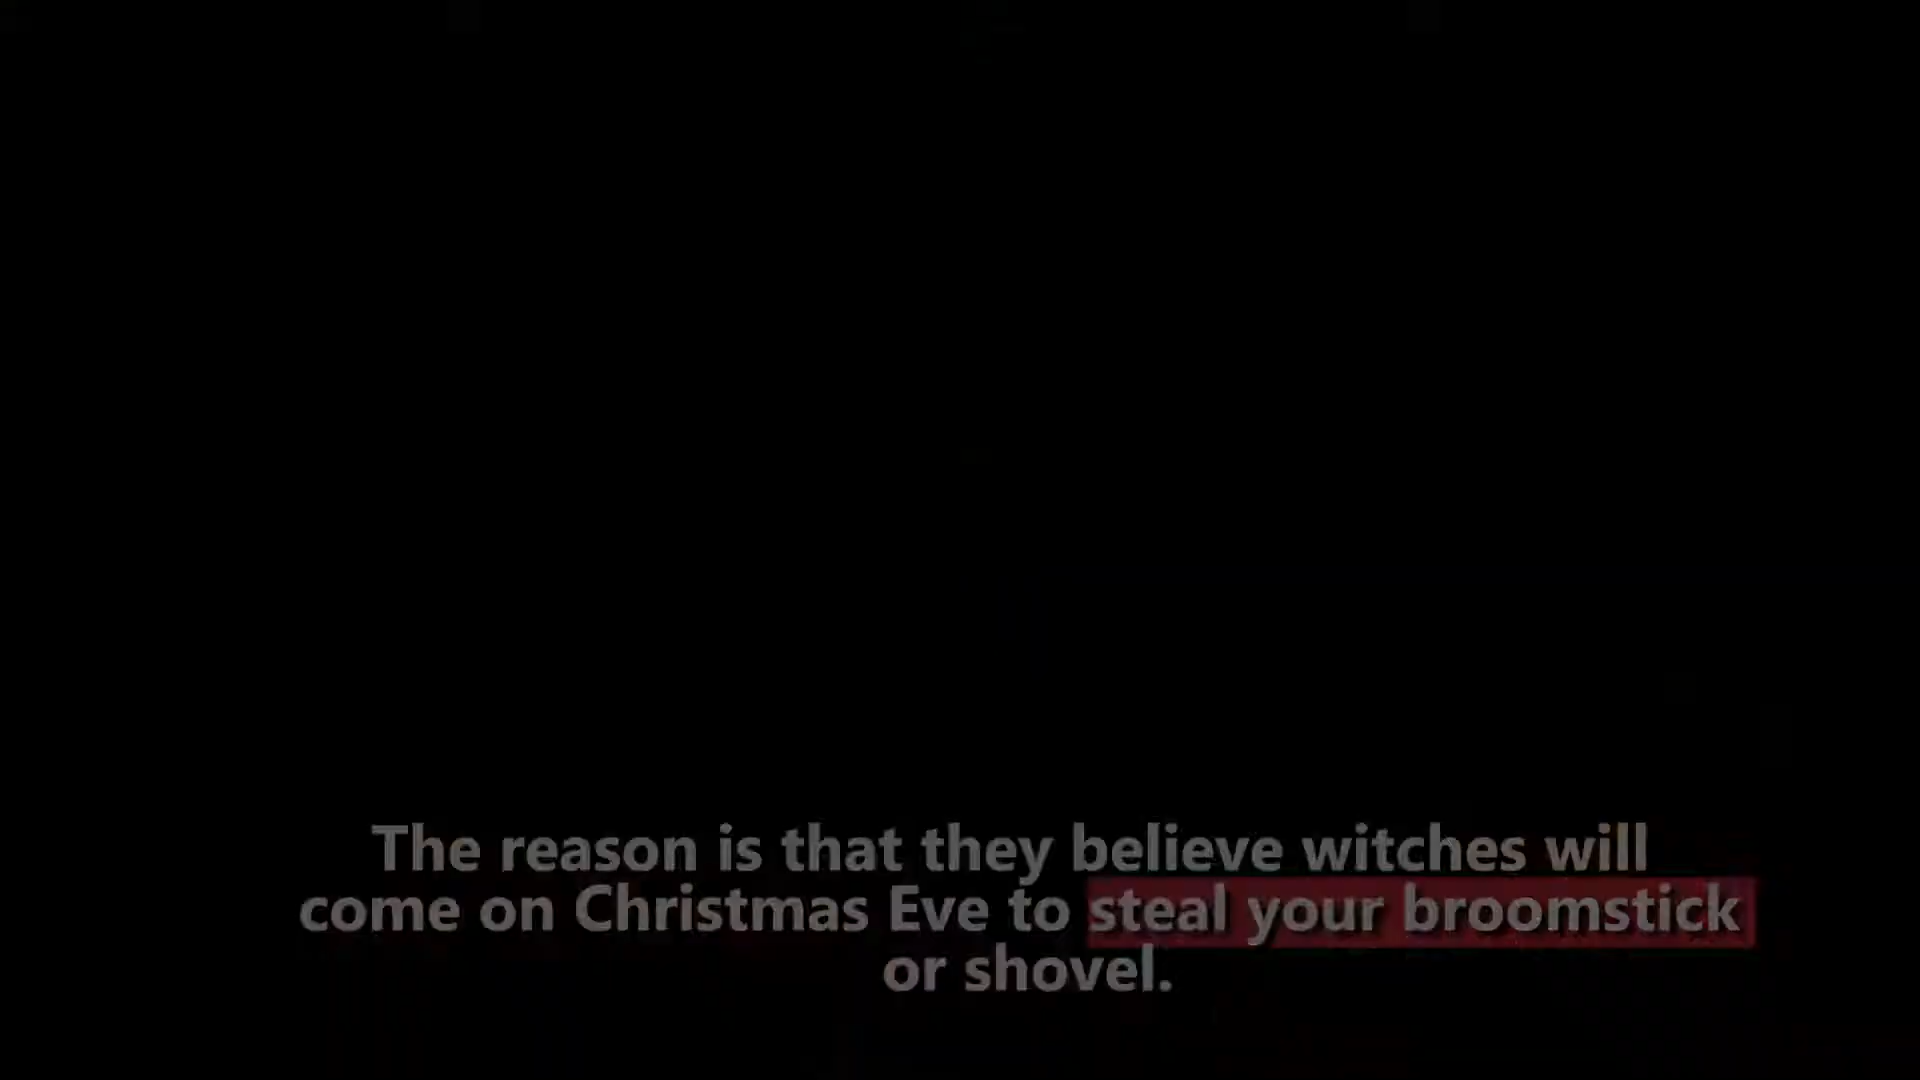 The reason is that they believe witches will
come on Christmas Eve to steal your broomstick
or shovel.